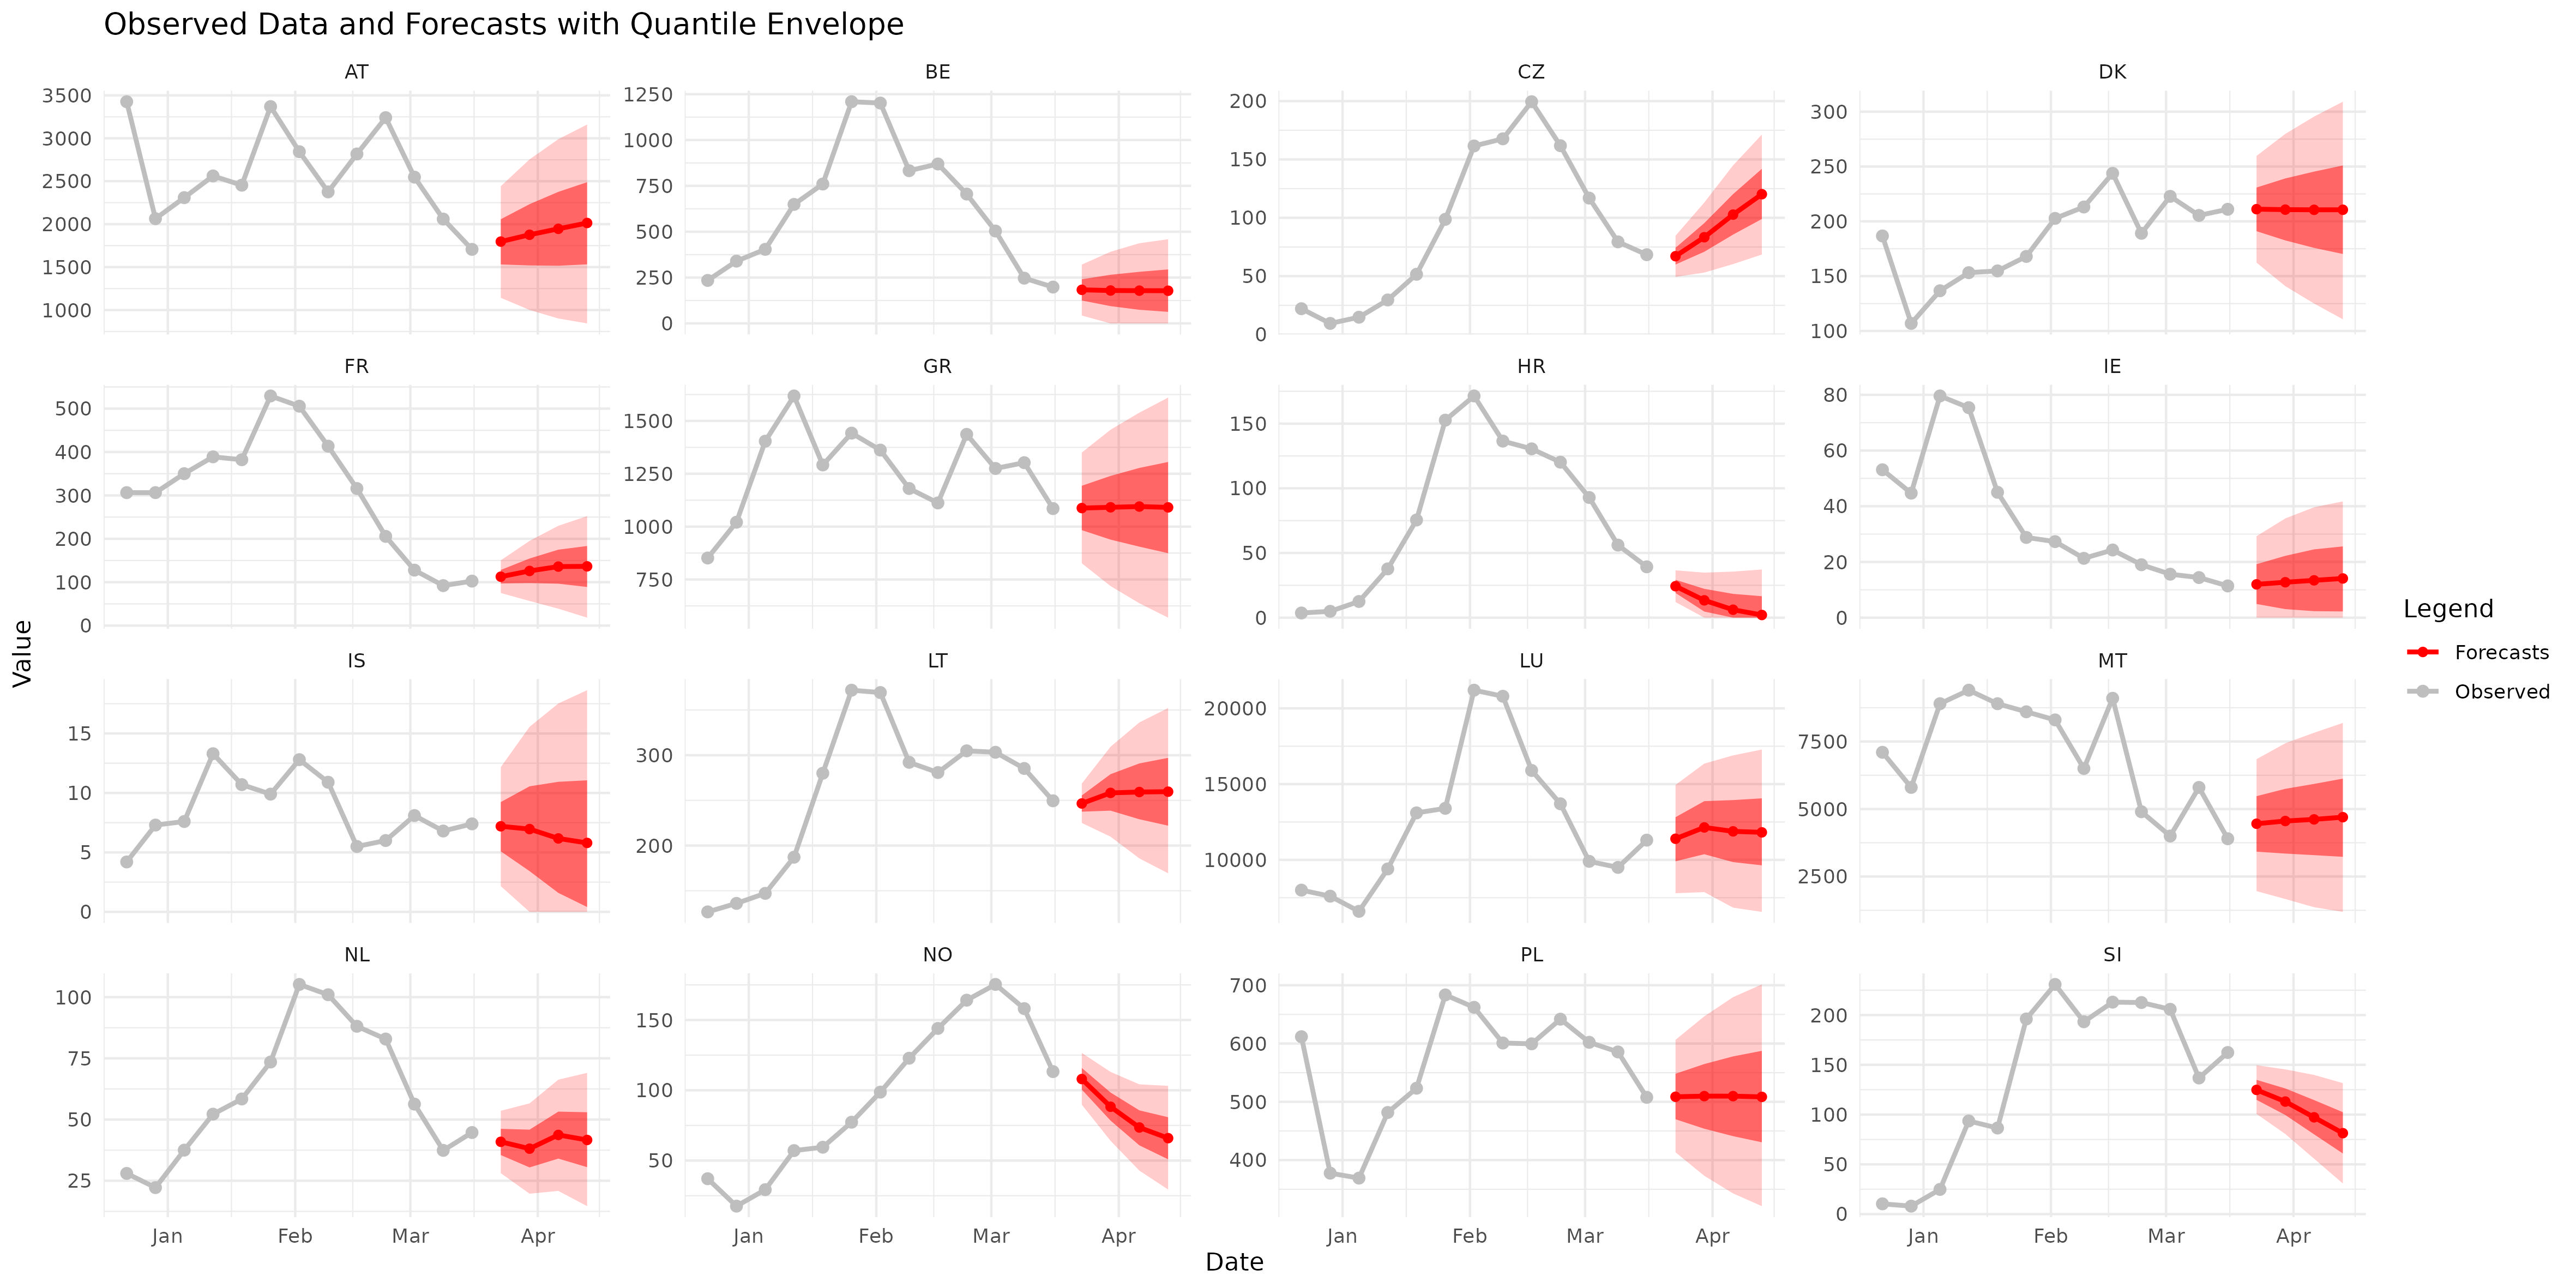 Observed Data and Forecasts with Quantile Envelope
AT
BE
CZ
DK
3500
3000
2500
2000
1500
1000
1250
1000
750
500
250
0
200
150
100
50
0
300
250
200
150
100
FR
GR
HR
IE
500
400
300
200
100
0
1500
1250
1000
750
150
100
50
0
80
60
40
20
0
Value
Legend
Forecasts
Observed
IS
LT
LU
MT
15
10
5
0
300
200
20000
15000
10000
7500
5000
2500
NL
NO
PL
SI
100
75
50
25
150
100
50
700
600
500
400
200
150
100
50
0
Jan Feb Mar Apr
Jan Feb Mar Apr
Jan Feb Mar Apr
Jan Feb Mar Apr
Date